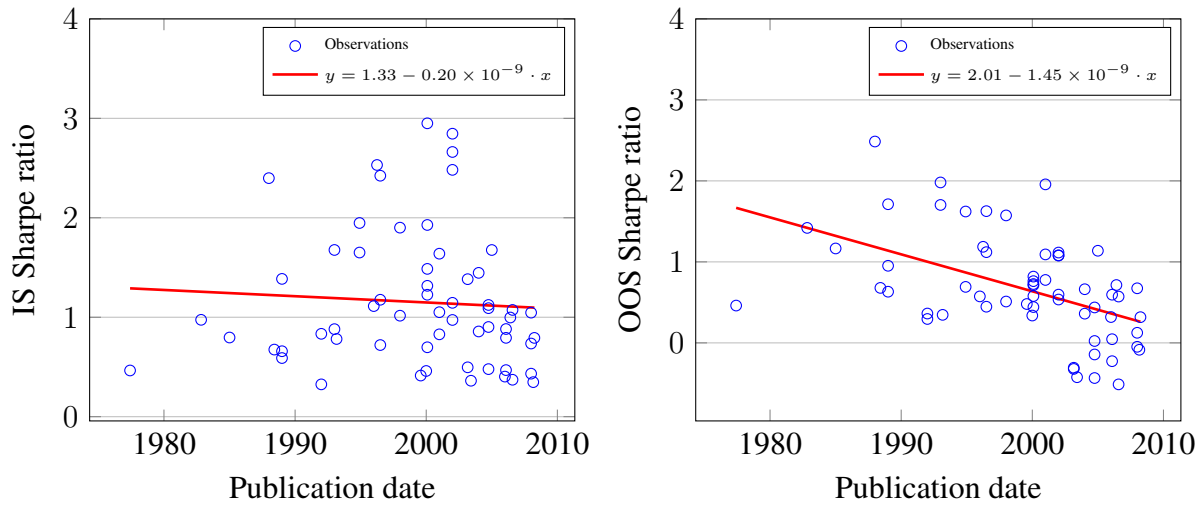 4
3
2
1
0
IS Sharpe ratio
Observations
y = 1.33 − 0.20 × 10⁻⁹ · x
1980 1990 2000 2010
Publication date
4
3
2
1
0
OOS Sharpe ratio
Observations
y = 2.01 − 1.45 × 10⁻⁹ · x
1980 1990 2000 2010
Publication date